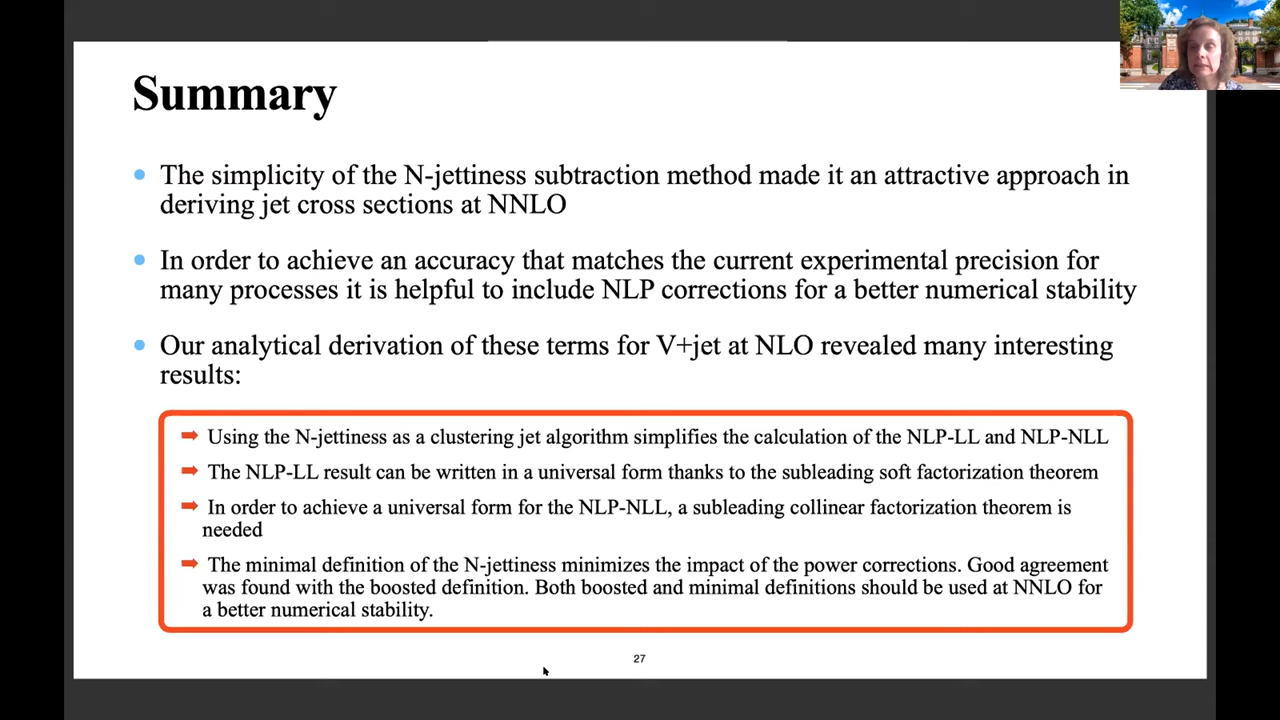 Summary
The simplicity of the N-jettiness subtraction method made it an attractive approach in
deriving jet cross sections at NNLO
In order to achieve an accuracy that matches the current experimental precision for
many processes it is helpful to include NLP corrections for a better numerical stability
Our analytical derivation of these terms for V+jet at NLO revealed many interesting
results:
Using the N-jettiness as a clustering jet algorithm simplifies the calculation of the NLP-LL and NLP-NLL
The NLP-LL result can be written in a universal form thanks to the subleading soft factorization theorem
In order to achieve a universal form for the NLP-NLL, a subleading collinear factorization theorem is
needed
The minimal definition of the N-jettiness minimizes the impact of the power corrections. Good agreement
was found with the boosted definition. Both boosted and minimal definitions should be used at NNLO for
a better numerical stability.
27